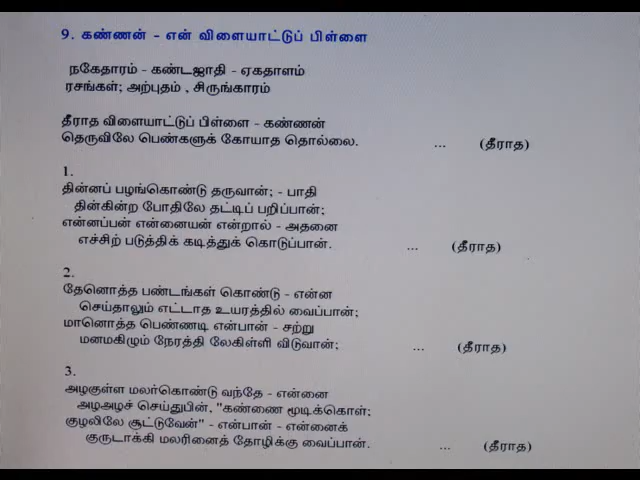 9. கண்ணன் - என் விளையாட்டுப் பிள்ளை
நகேதாரம் - கண்டஜாதி - ஏகதாளம்
ரசங்கள்; அற்புதம் , சிருங்காரம்
தீராத விளையாட்டுப் பிள்ளை - கண்ணன்
தெருவிலே பெண்களுக் கோயாத தொல்லை. ... (தீராத)
1.
தின்னப் பழங்கொண்டு தருவான்; - பாதி
தின்கின்ற போதிலே தட்டிப் பறிப்பான்;
என்னப்பன் என்னையன் என்றால் - அதனை
எச்சிற் படுத்திக் கடித்துக் கொடுப்பான். ... (தீராத)
2.
தேனொத்த பண்டங்கள் கொண்டு - என்ன
செய்தாலும் எட்டாத உயரத்தில் வைப்பான்;
மானொத்த பெண்ணடி என்பான் - சற்று
மனமகிழும் நேரத்தி லேகிள்ளி விடுவான்; ... (தீராத)
3.
அழகுள்ள மலர்கொண்டு வந்தே - என்னை
அழஅழச் செய்துபின், "கண்ணை மூடிக்கொள்;
குழலிலே சூட்டுவேன்" - என்பான் - என்னைக்
குருடாக்கி மலரினைத் தோழிக்கு வைப்பான். ... (தீராத)